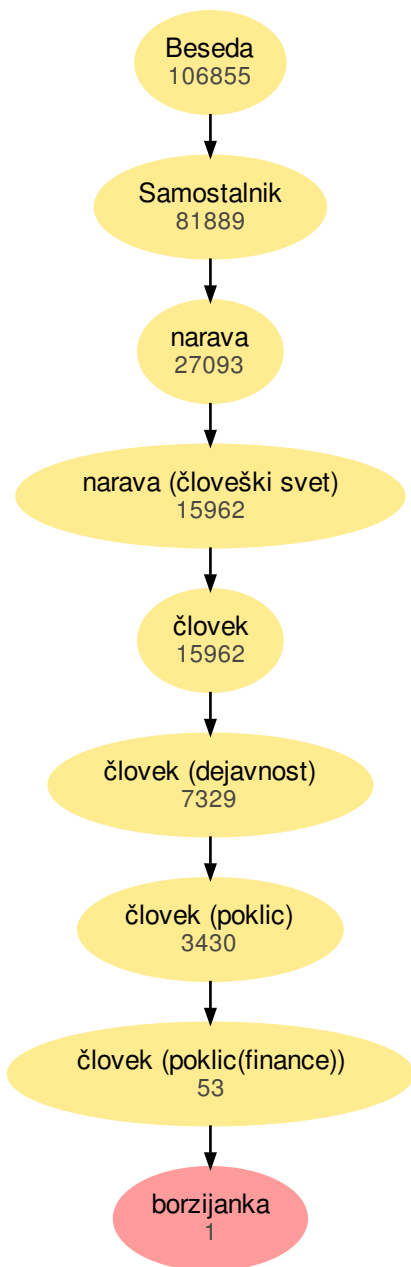 Beseda
106855
Samostalnik
81889
narava
27093
narava (človeški svet)
15962
človek
15962
človek (dejavnost)
7329
človek (poklic)
3430
človek (poklic(finance))
53
borzijanka
1